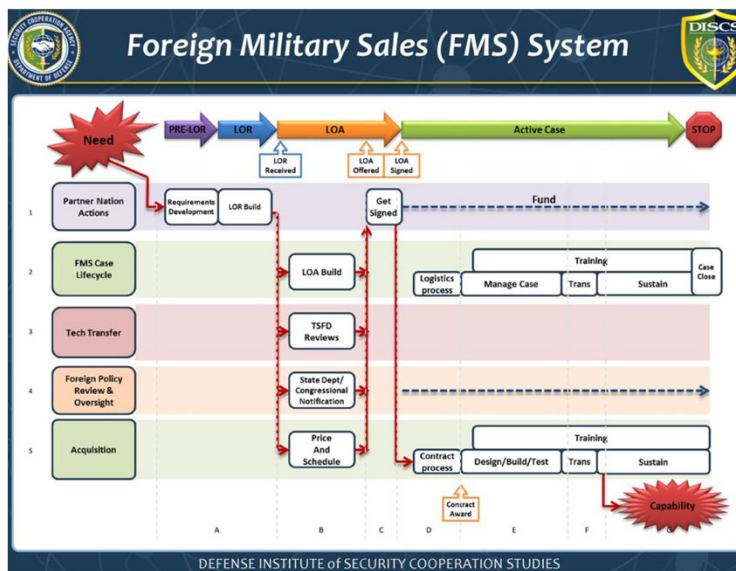 SECURITY COOPERATION AGENCY
DEPARTMENT OF DEFENSE
Foreign Military Sales (FMS) System
DISCS
Need
PRE-LOR
LOR
LOA
Active Case
STOP
LOR
Received
LOA
Offered
LOA
Signed
1
Partner Nation
Actions
Requirements
Development
LOR Build
Get
Signed
Fund
2
FMS Case
Lifecycle
LOA Build
Logistics
process
Training
Manage Case
Trans
Sustain
Case
Close
3
Tech Transfer
TSFD
Reviews
4
Foreign Policy
Review &
Oversight
State Dept/
Congressional
Notification
5
Acquisition
Price
And
Schedule
Contract
process
Training
Design/Build/Test
Trans
Sustain
Contract
Award
Capability
A
B
C
D
E
F
G
DEFENSE INSTITUTE of SECURITY COOPERATION STUDIES